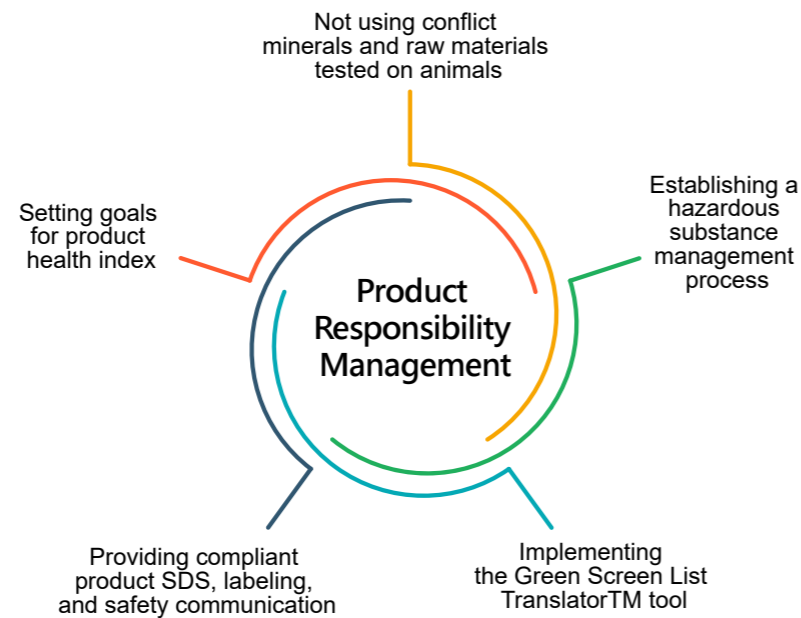 Not using conflict
minerals and raw materials
tested on animals
Establishing a
hazardous
substance
management
process
Setting goals
for product
health index
Product
Responsibility
Management
Providing compliant
product SDS, labeling,
and safety communication
Implementing
the Green Screen List
TranslatorTM tool